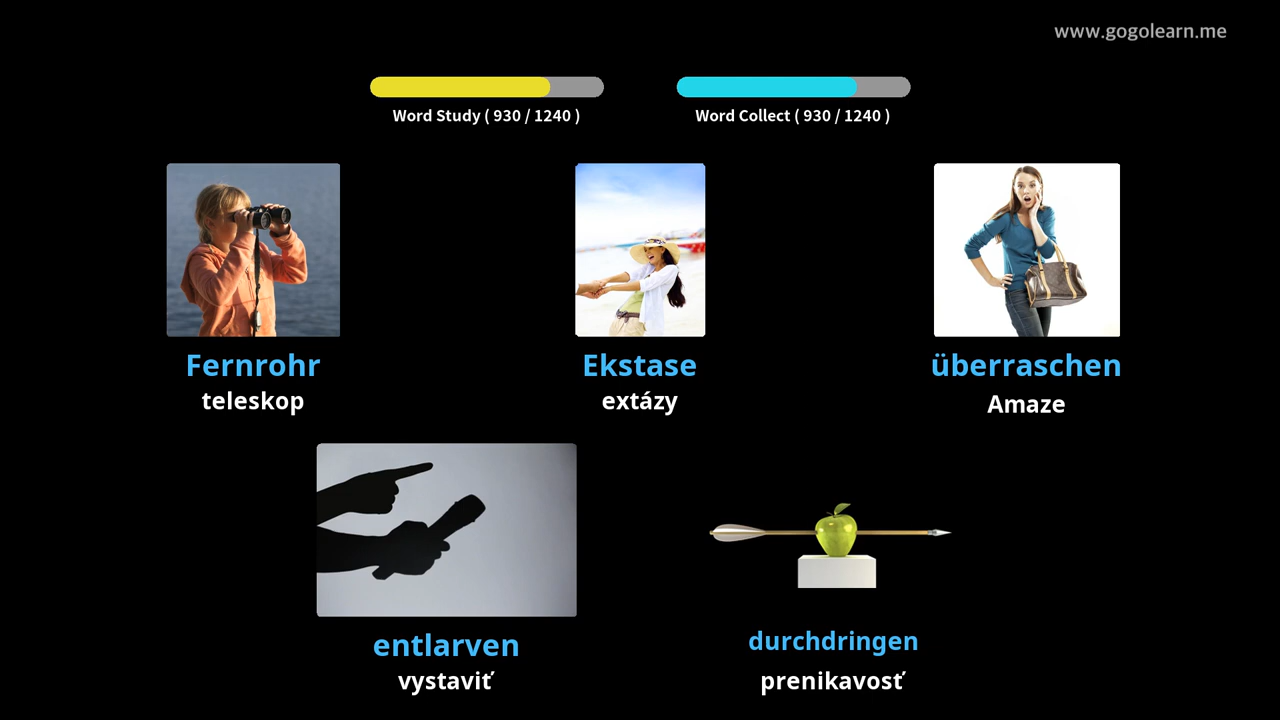 www.gogolearn.me
Word Study ( 930 / 1240 )
Word Collect ( 930 / 1240 )
Fernrohr
teleskop
Ekstase
extázy
überraschen
Amaze
entlarven
vystaviť
durchdringen
prenikavosť